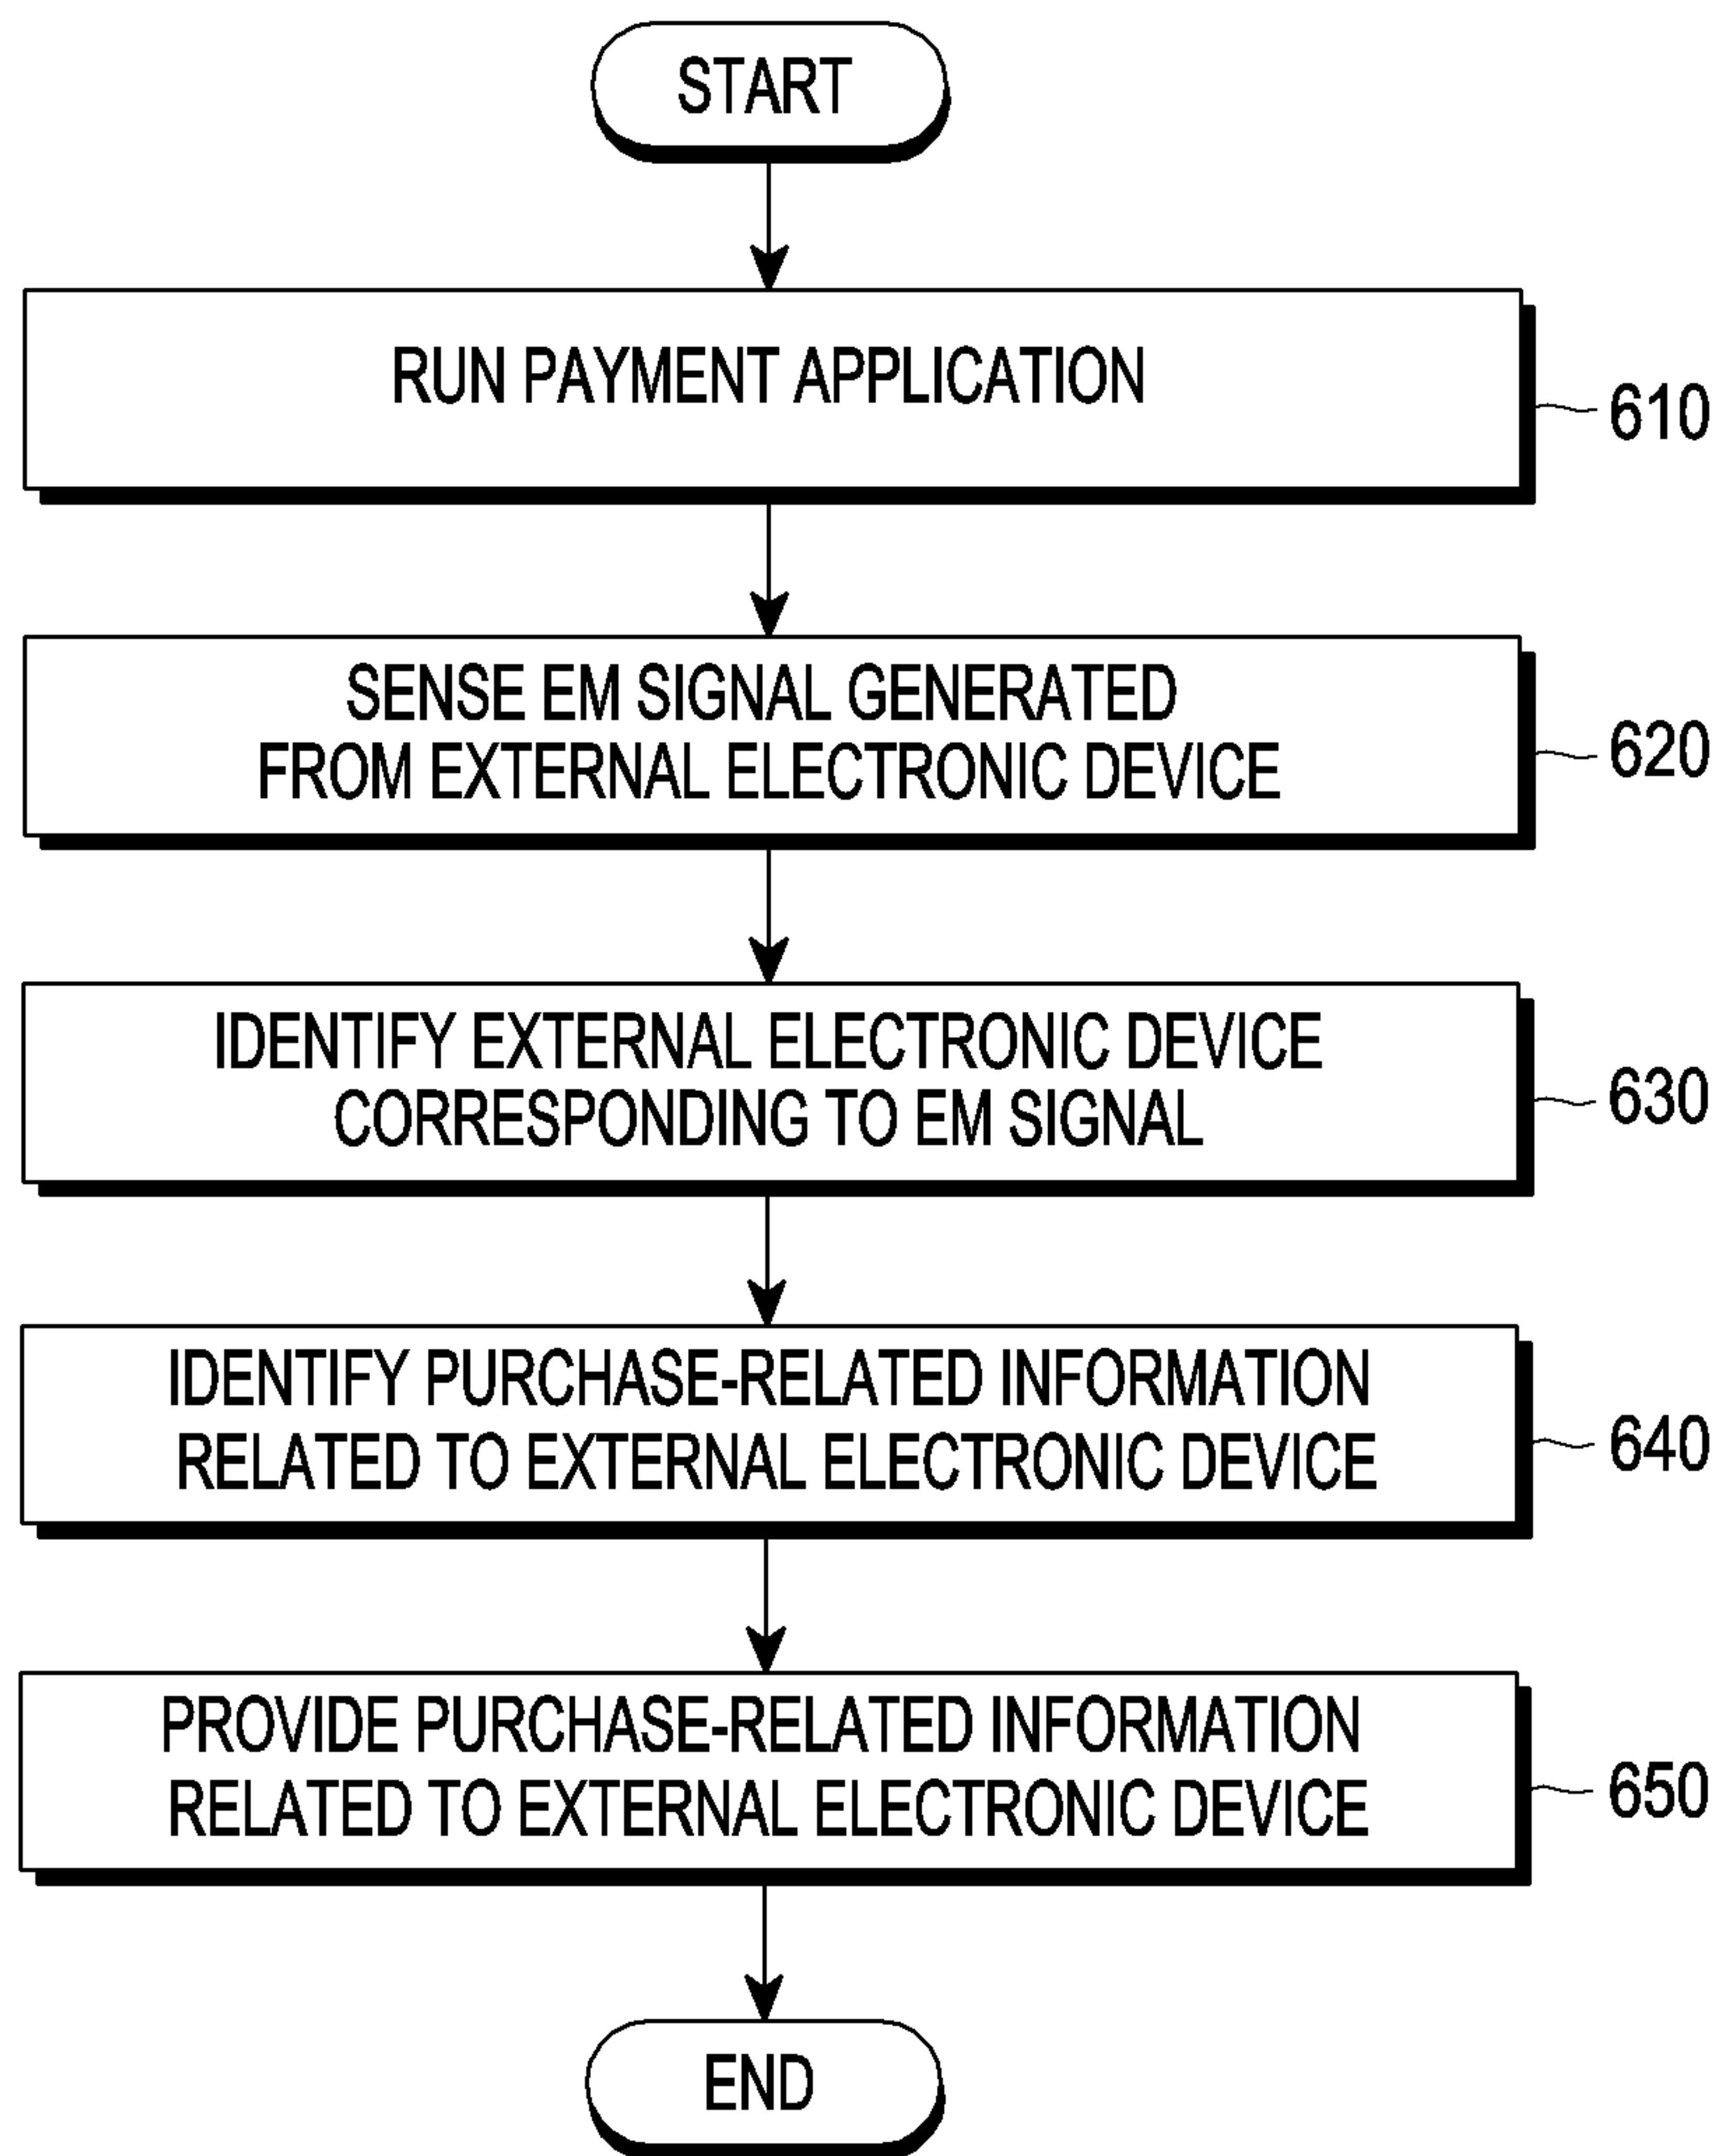 START
RUN PAYMENT APPLICATION
610
SENSE EM SIGNAL GENERATED
FROM EXTERNAL ELECTRONIC DEVICE
620
IDENTIFY EXTERNAL ELECTRONIC DEVICE
CORRESPONDING TO EM SIGNAL
630
IDENTIFY PURCHASE-RELATED INFORMATION
RELATED TO EXTERNAL ELECTRONIC DEVICE
640
PROVIDE PURCHASE-RELATED INFORMATION
RELATED TO EXTERNAL ELECTRONIC DEVICE
650
END